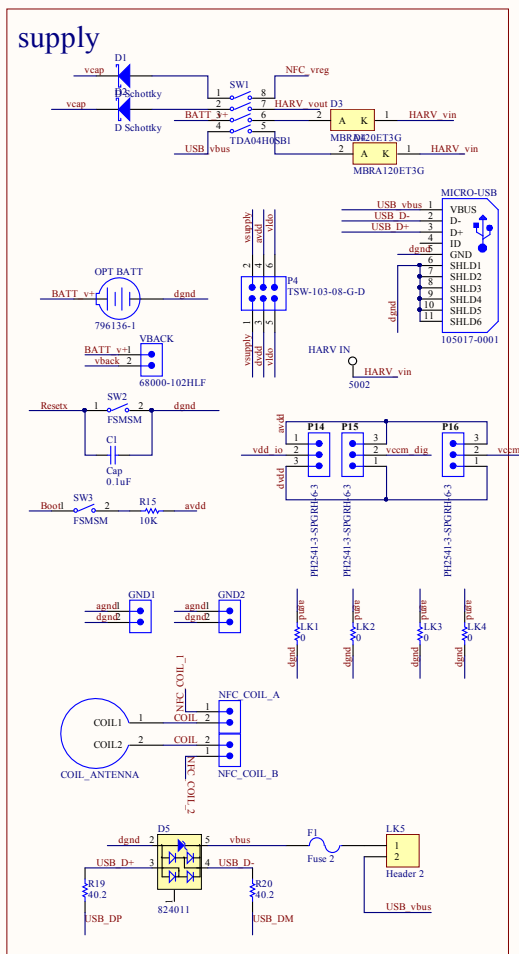 supply
D1
vcap
D Schottky
vcap
D Schottky
SW1
1 8 NFC_vreg
2 7 HARV_vout
BATT_v+ 3 6
4 5
USB_vbus
TDA04H0SB1
D3
2 A K 1 HARV_vin
MBRA120ET3G
2 A K 1 HARV_vin
MBRA120ET3G
MICRO-USB
USB_vbus 1 VBUS
USB_D- 2 D-
USB_D+ 3 D+
4 ID
dgnd 5 GND
6 SHLD1
7 SHLD2
8 SHLD3
9 SHLD4
10 SHLD5
11 SHLD6
dgnd
105017-0001
vsupply avdd vldo
2 4 6
P4
TSW-103-08-G-D
1 3 5
vsupply dvdd vldo
OPT BATT
BATT_v+ dgnd
796136-1
VBACK
BATT_v+ 1
vback 2
68000-102HLF
HARV IN
HARV_vin
5002
SW2
Resetx 1 2 dgnd
FSMSM
C1
Cap
0.1uF
avdd
P14 P15 P16
1 3 3
vdd_io 2 2 vccm_dig 2 vccm
3 1 1
dvdd
PH2541-3-SPGRH-6-3
PH2541-3-SPGRH-6-3
PH2541-3-SPGRH-6-3
SW3
Boot1 2
FSMSM
R15
10K
avdd
GND1
agnd 1
dgnd 2
GND2
agnd 1
dgnd 2
agnd agnd agnd agnd
LK1 LK2 LK3 LK4
0 0 0 0
dgnd dgnd dgnd dgnd
NFC_COIL_1
NFC_COIL_A
1
COIL1 1 COIL 2
COIL2 2 COIL 2
1
NFC_COIL_B
NFC_COIL_2
COIL_ANTENNA
D5
dgnd 2 5 vbus
USB_D+ 3 4 USB_D-
1
824011
R19
40.2
USB_DP
R20
40.2
USB_DM
F1
Fuse 2
LK5
1
2
Header 2
USB_vbus